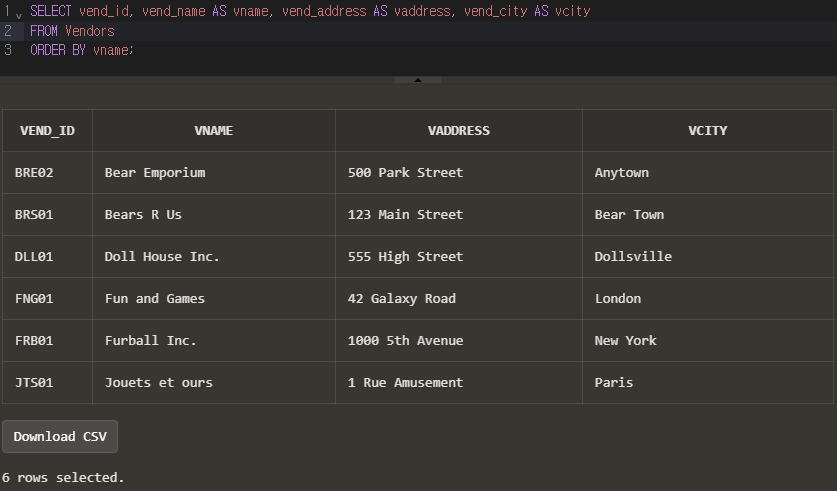 1 SELECT vend_id, vend_name AS vname, vend_address AS vaddress, vend_city AS vcity
2 FROM Vendors
3 ORDER BY vname;
VEND_ID VNAME VADDRESS VCITY
BRE02 Bear Emporium 500 Park Street Anytown
BRS01 Bears R Us 123 Main Street Bear Town
DLL01 Doll House Inc. 555 High Street Dollsville
FNG01 Fun and Games 42 Galaxy Road London
FRB01 Furball Inc. 1000 5th Avenue New York
JTS01 Jouets et ours 1 Rue Amusement Paris
Download CSV
6 rows selected.